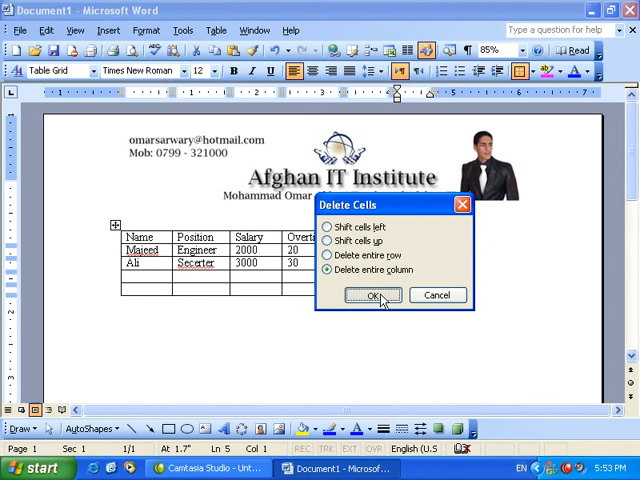 Document1 - Microsoft Word
File Edit View Insert Format Tools Table Window Help Type a question for help
85% Read
Table Grid Times New Roman 12 B I U
omarsarwary@hotmail.com
Mob: 0799 - 321000
Afghan IT Institute
Mohammad Omar
Delete Cells
Shift cells left
Shift cells up
Delete entire row
Delete entire column
OK Cancel
Name Position Salary
Majeed Engineer 2000 20
Ali Secerter 3000 30
Draw AutoShapes
Page 1 Sec 1 1/1 At 1.7" Ln 5 Col 1 REC TRK EXT OVR English (U.S
start Camtasia Studio - Unt... Document1 - Microsof... EN 5:53 PM